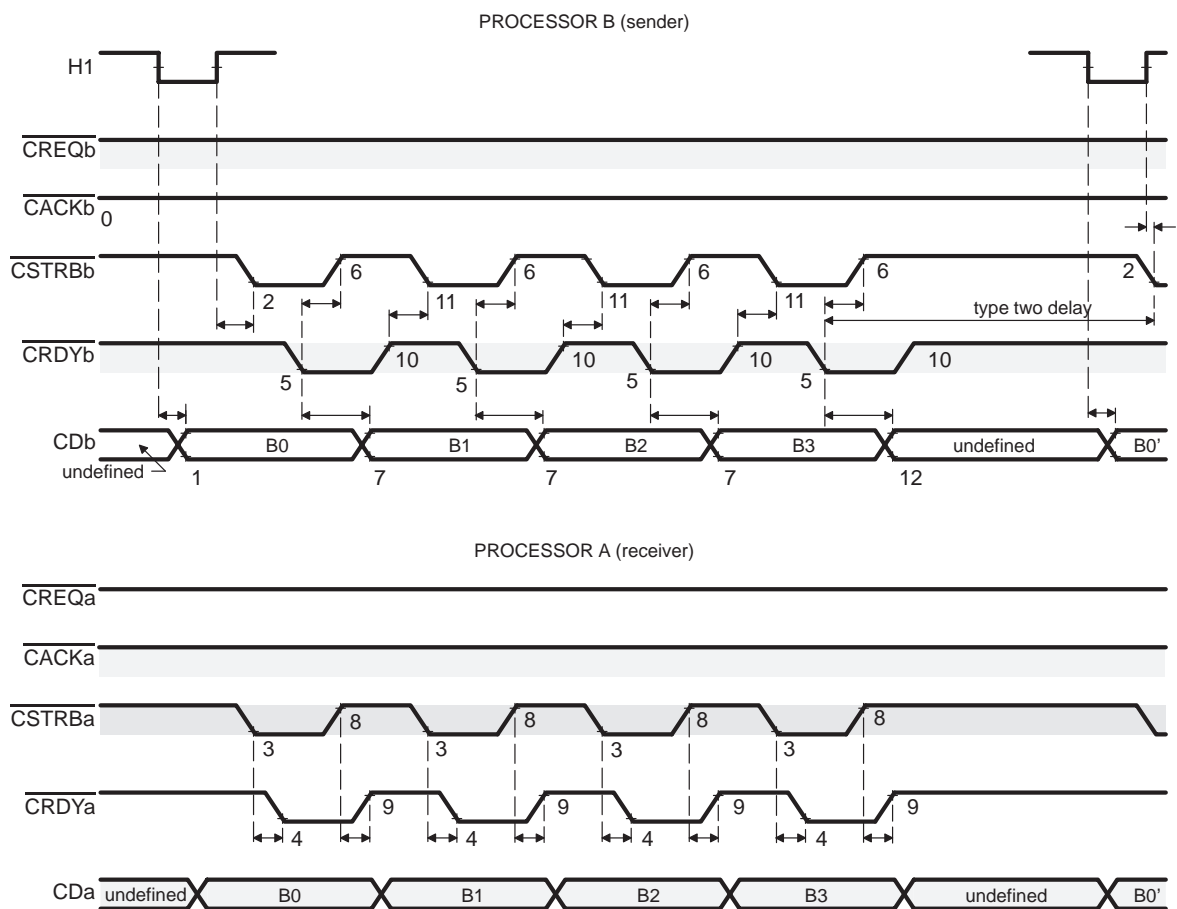 PROCESSOR B (sender)
H1
CREQb
CACKb
0
CSTRBb
2 6 11 6 11 6 11 6 2
type two delay
CRDYb
5 10 5 10 5 10 5 10
CDb
B0 B1 B2 B3 undefined B0'
undefined
1 7 7 7 12
PROCESSOR A (receiver)
CREQa
CACKa
CSTRBa
3 8 3 8 3 8 3 8
CRDYa
4 9 4 9 4 9 4 9
CDa undefined B0 B1 B2 B3 undefined B0'